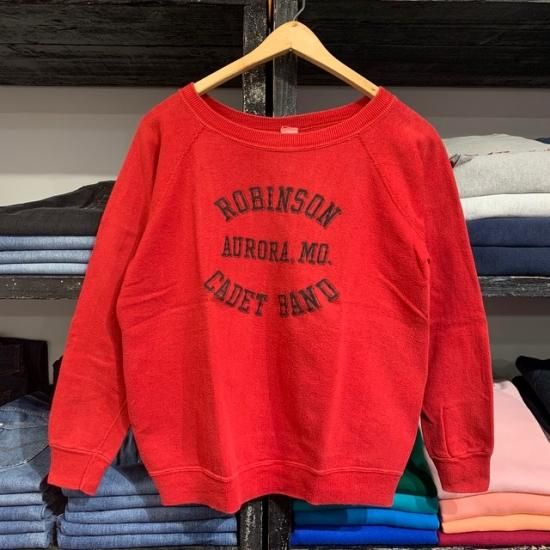 ROBINSON
AURORA, MO.
CADET BAND